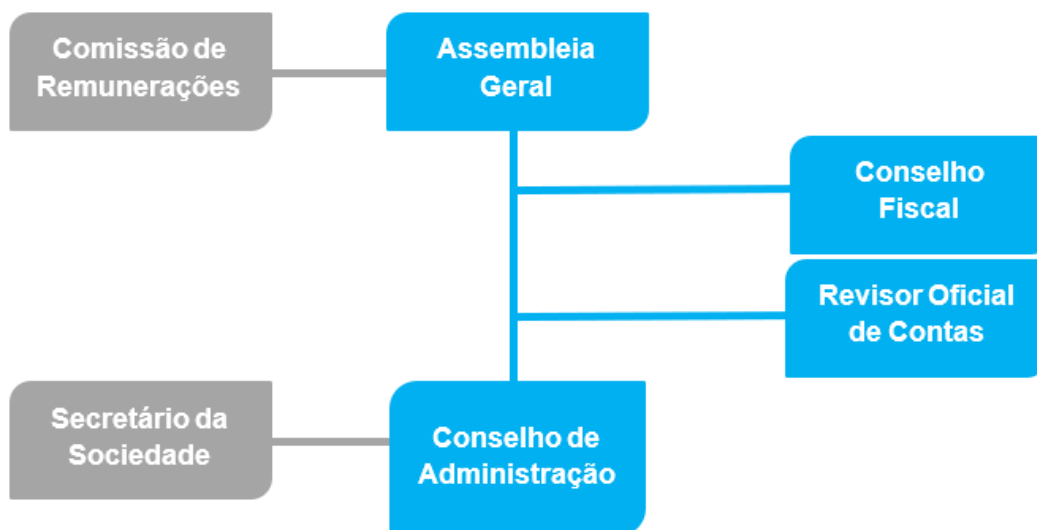 Comissão de
Remunerações
Assembleia
Geral
Conselho
Fiscal
Revisor Oficial
de Contas
Secretário da
Sociedade
Conselho de
Administração